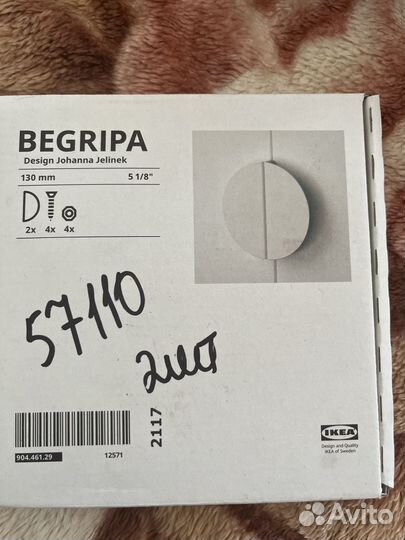 BEGRIPA
Design Johanna Jelinek
130 mm 5 1/8"
2x 4x 4x
57110
2шт
904.461.29 12571
2117
IKEA
Design and Quality
IKEA of Sweden
Avito